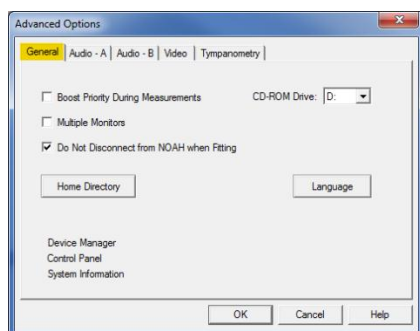 Advanced Options
General Audio - A Audio - B Video Tympanometry
Boost Priority During Measurements CD-ROM Drive: D:
Multiple Monitors
Do Not Disconnect from NOAH when Fitting
Home Directory Language
Device Manager
Control Panel
System Information
OK Cancel Help